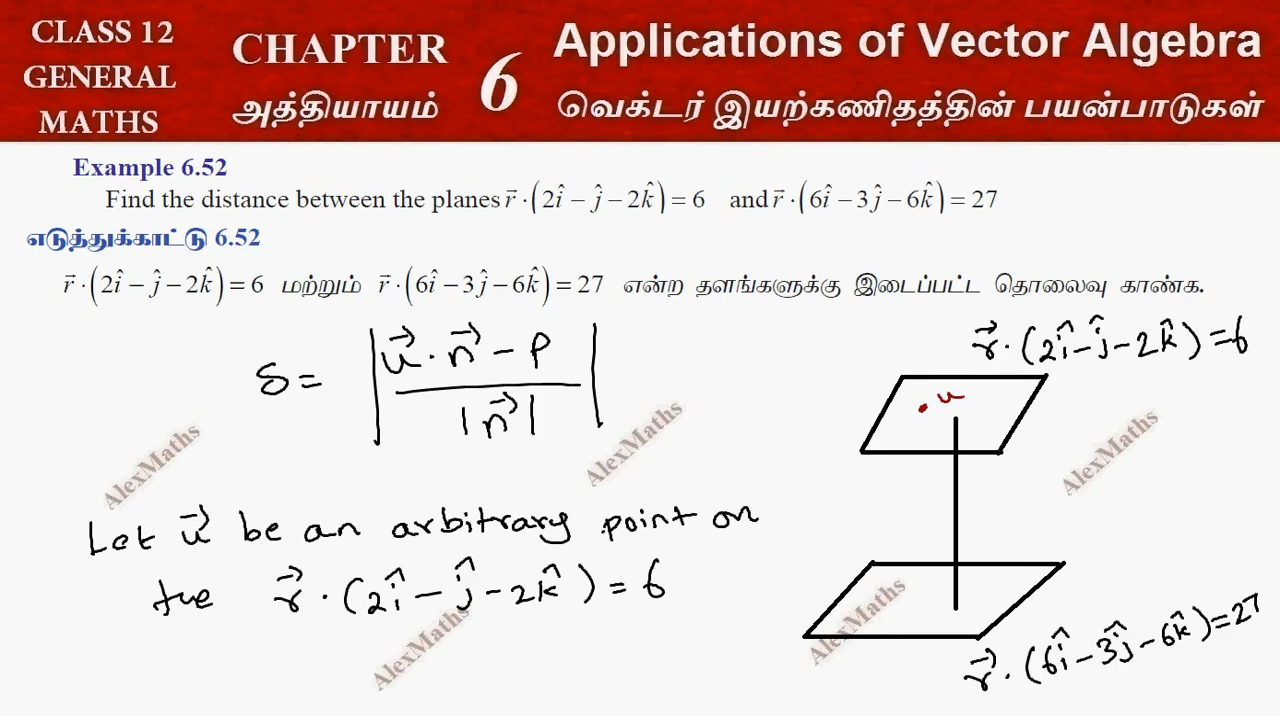 CLASS 12
GENERAL
MATHS
CHAPTER
அத்தியாயம்
6
Applications of Vector Algebra
வெக்டர் இயற்கணிதத்தின் பயன்பாடுகள்
Example 6.52
Find the distance between the planes r⃗ · (2î − ĵ − 2k̂) = 6 and r⃗ · (6î − 3ĵ − 6k̂) = 27
எடுத்துக்காட்டு 6.52
r⃗ · (2î − ĵ − 2k̂) = 6 மற்றும் r⃗ · (6î − 3ĵ − 6k̂) = 27 என்ற தளங்களுக்கு இடைப்பட்ட தொலைவு காண்க.
δ = | (u⃗ · n⃗ − p) / |n⃗| |
r⃗ · (2î − ĵ − 2k̂) = 6
u
AlexMaths
AlexMaths
AlexMaths
Let u⃗ be an arbitrary point on
the r⃗ · (2î − ĵ − 2k̂) = 6
AlexMaths
AlexMaths
r⃗ · (6î − 3ĵ − 6k̂) = 27